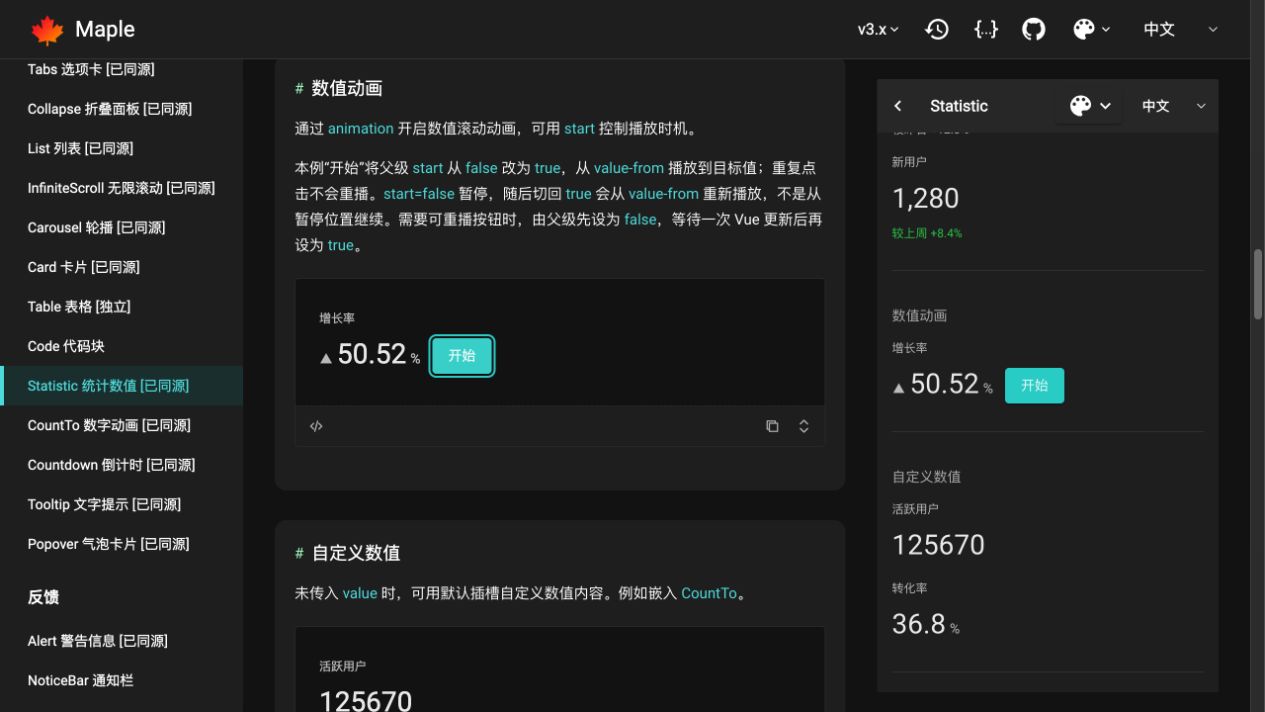 Maple
v3.x
中文
Tabs 选项卡 [已同源]
Collapse 折叠面板 [已同源]
List 列表 [已同源]
InfiniteScroll 无限滚动 [已同源]
Carousel 轮播 [已同源]
Card 卡片 [已同源]
Table 表格 [独立]
Code 代码块
Statistic 统计数值 [已同源]
CountTo 数字动画 [已同源]
Countdown 倒计时 [已同源]
Tooltip 文字提示 [已同源]
Popover 气泡卡片 [已同源]
反馈
Alert 警告信息 [已同源]
NoticeBar 通知栏
# 数值动画
通过 animation 开启数值滚动动画，可用 start 控制播放时机。
本例“开始”将父级 start 从 false 改为 true，从 value-from 播放到目标值；重复点
击不会重播。start=false 暂停，随后切回 true 会从 value-from 重新播放，不是从
暂停位置继续。需要可重播按钮时，由父级先设为 false，等待一次 Vue 更新后再
设为 true。
增长率
▲ 50.52 % 开始
</>
# 自定义数值
未传入 value 时，可用默认插槽自定义数值内容。例如嵌入 CountTo。
活跃用户
125670
Statistic
中文
新用户
1,280
较上周 +8.4%
数值动画
增长率
▲ 50.52 % 开始
自定义数值
活跃用户
125670
转化率
36.8 %